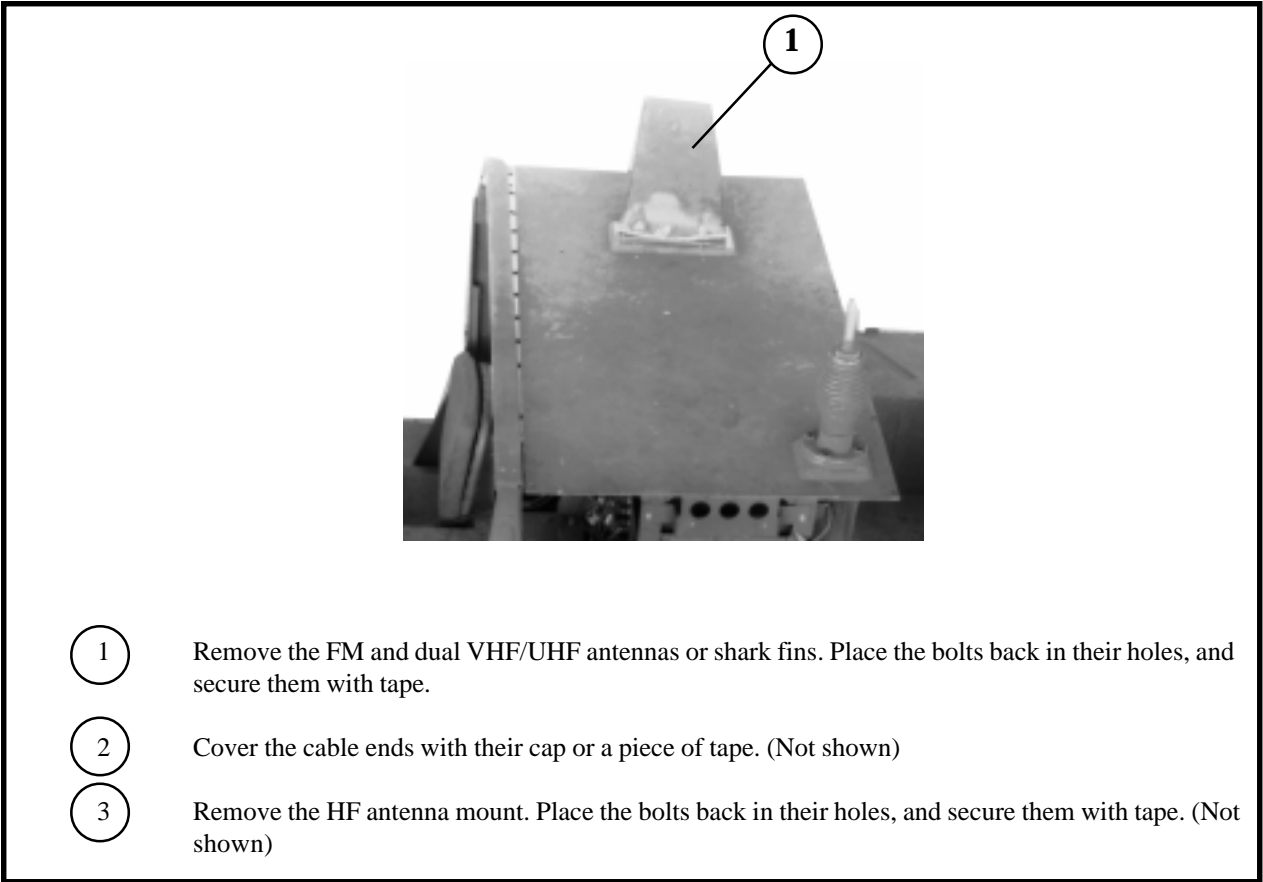 1
1 Remove the FM and dual VHF/UHF antennas or shark fins. Place the bolts back in their holes, and
secure them with tape.
2 Cover the cable ends with their cap or a piece of tape. (Not shown)
3 Remove the HF antenna mount. Place the bolts back in their holes, and secure them with tape. (Not
shown)